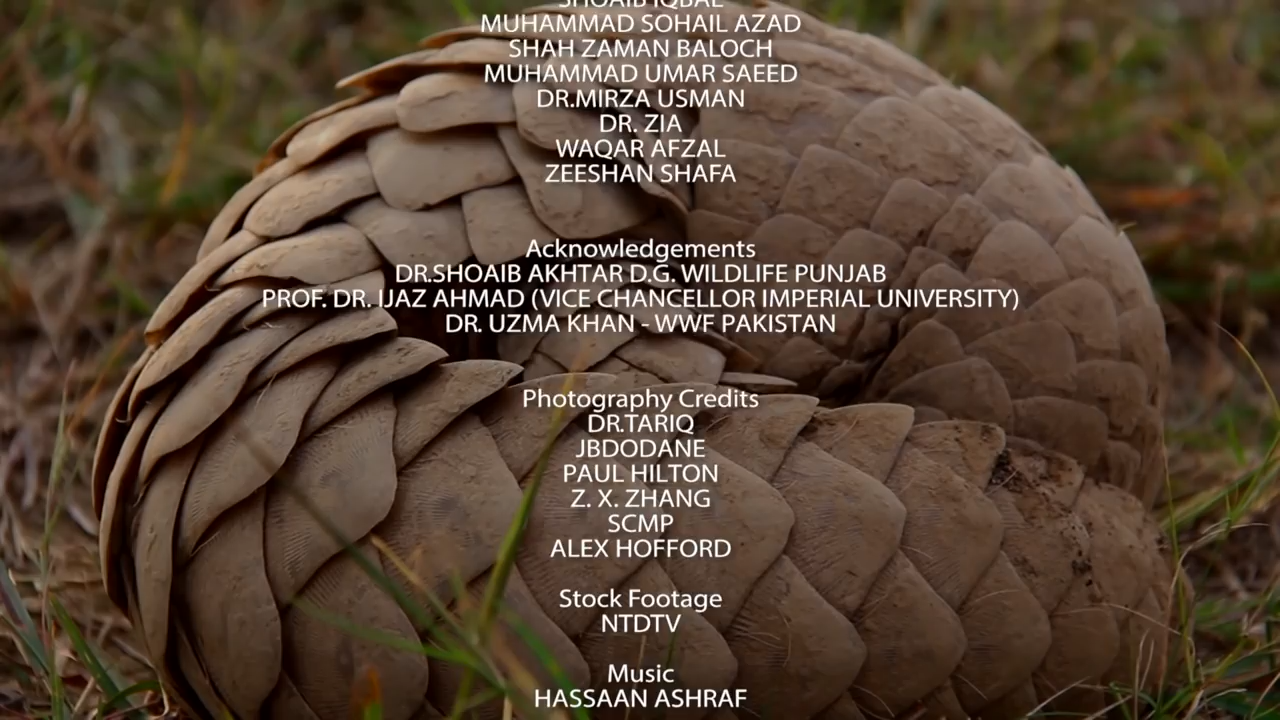 SHOAIB IQBAL
MUHAMMAD SOHAIL AZAD
SHAH ZAMAN BALOCH
MUHAMMAD UMAR SAEED
DR.MIRZA USMAN
DR. ZIA
WAQAR AFZAL
ZEESHAN SHAFA
Acknowledgements
DR.SHOAIB AKHTAR D.G. WILDLIFE PUNJAB
PROF. DR. IJAZ AHMAD (VICE CHANCELLOR IMPERIAL UNIVERSITY)
DR. UZMA KHAN - WWF PAKISTAN
Photography Credits
DR.TARIQ
JBDODANE
PAUL HILTON
Z. X. ZHANG
SCMP
ALEX HOFFORD
Stock Footage
NTDTV
Music
HASSAAN ASHRAF